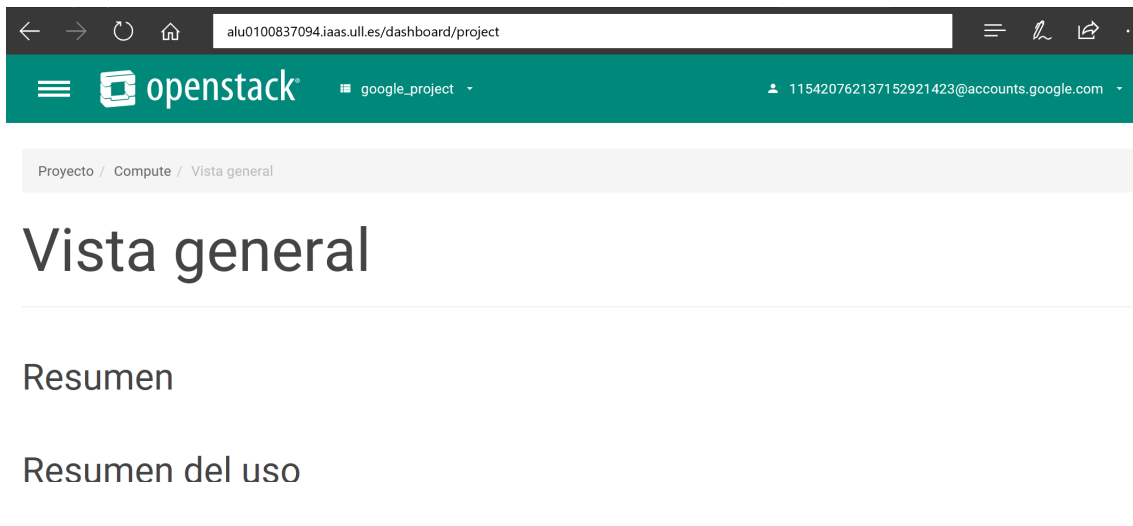 alu0100837094.iaas.ull.es/dashboard/project
openstack® google_project 115420762137152921423@accounts.google.com
Proyecto / Compute / Vista general
Vista general
Resumen
Resumen del uso